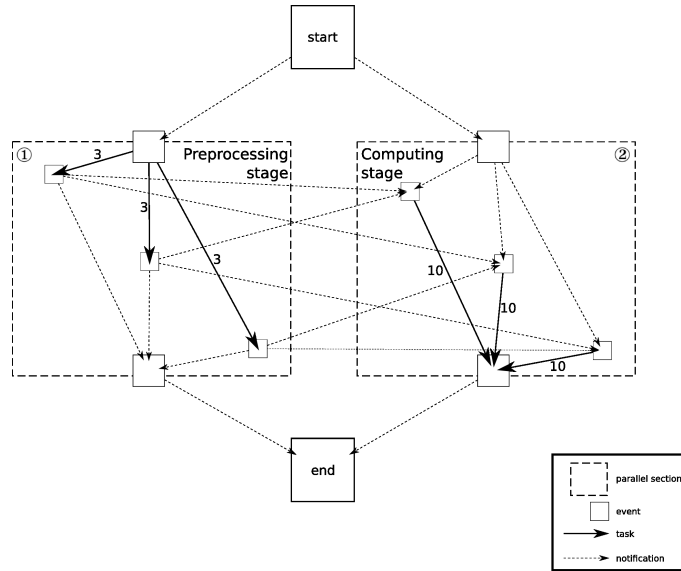 start
①
3
Preprocessing
stage
Computing
stage
②
3
3
10
10
10
end
parallel section
event
task
notification